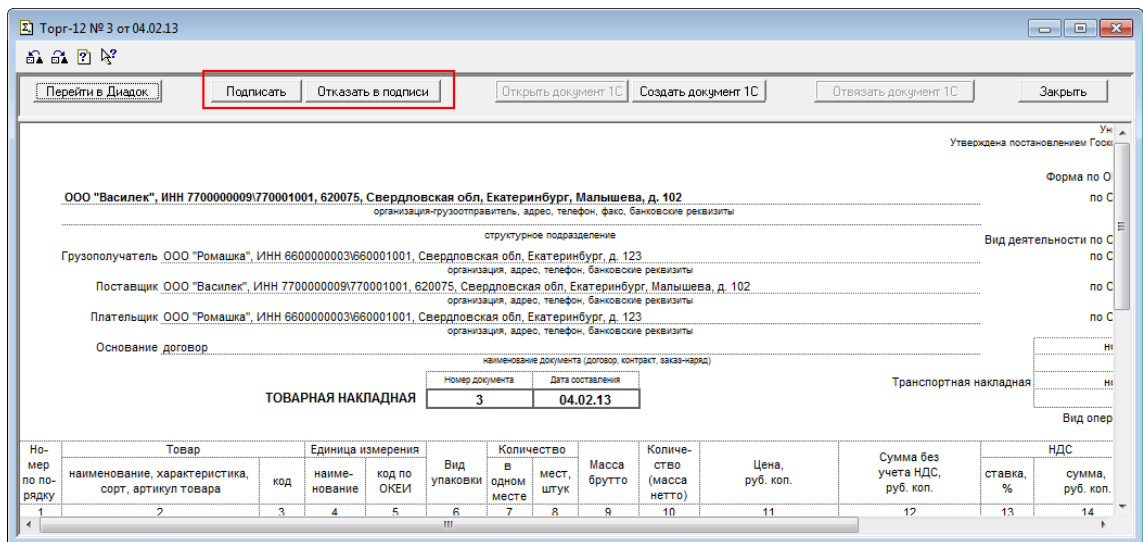 Торг-12 № 3 от 04.02.13
Перейти в Диадок Подписать Отказать в подписи Открыть документ 1С Создать документ 1С Отвязать документ 1С Закрыть
Утверждена постановлением
Форма по О
ООО "Василек", ИНН 7700000009\770001001, 620075, Свердловская обл, Екатеринбург, Малышева, д. 102 по О
организация-грузоотправитель, адрес, телефон, факс, банковские реквизиты
структурное подразделение
Вид деятельности по О
Грузополучатель ООО "Ромашка", ИНН 6600000003\660001001, Свердловская обл, Екатеринбург, д. 123 по О
организация, адрес, телефон, банковские реквизиты
Поставщик ООО "Василек", ИНН 7700000009\770001001, 620075, Свердловская обл, Екатеринбург, Малышева, д. 102 по О
организация, адрес, телефон, банковские реквизиты
Плательщик ООО "Ромашка", ИНН 6600000003\660001001, Свердловская обл, Екатеринбург, д. 123 по О
организация, адрес, телефон, банковские реквизиты
Основание договор
наименование документа (договор, контракт, заказ-наряд)
Номер документа Дата составления
Транспортная накладная
ТОВАРНАЯ НАКЛАДНАЯ 3 04.02.13
Вид опер
Но-мер по по-рядку Товар Единица измерения Вид упаковки Количество Масса брутто Количе-ство (масса нетто) Цена, руб. коп. Сумма без учета НДС, руб. коп. НДС
наименование, характеристика, сорт, артикул товара код наиме-нование код по ОКЕИ в одном месте мест, штук ставка, % сумма, руб. коп.
1 2 3 4 5 6 7 8 9 10 11 12 13 14